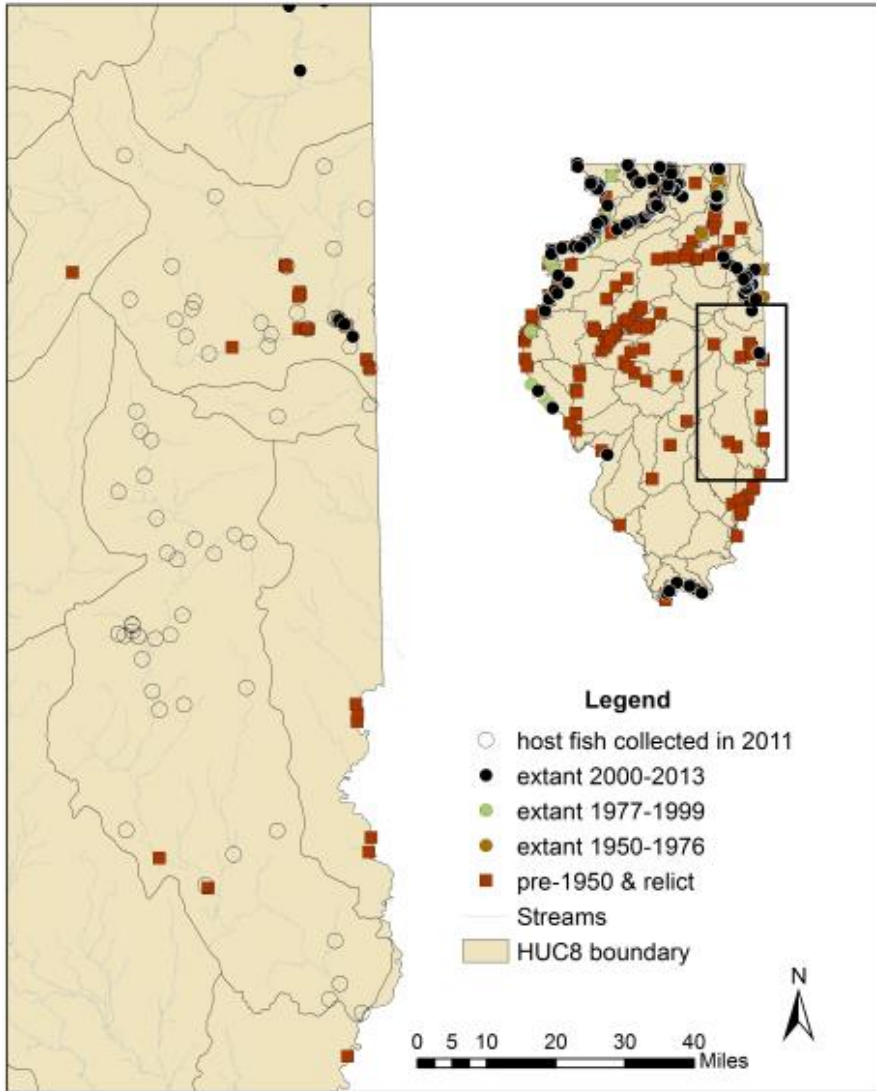 Legend
host fish collected in 2011
extant 2000-2013
extant 1977-1999
extant 1950-1976
pre-1950 & relict
Streams
HUC8 boundary
N
0 5 10 20 30 40
Miles